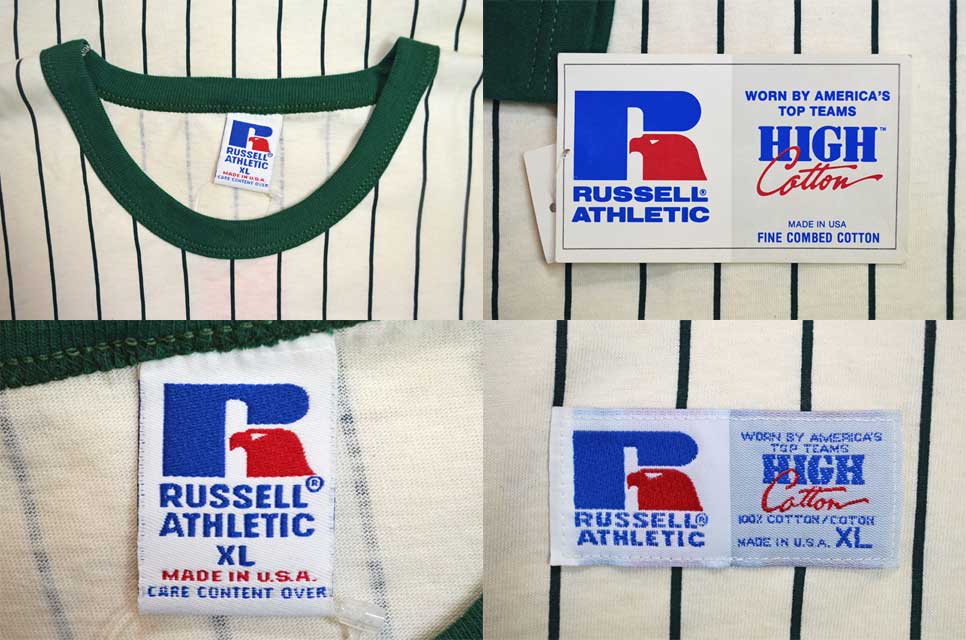 RUSSELL
ATHLETIC
XL
MADE IN U.S.A.
CARE CONTENT OVER
RUSSELL®
ATHLETIC
WORN BY AMERICA'S
TOP TEAMS
HIGH™
Cotton
MADE IN USA
FINE COMBED COTTON
RUSSELL®
ATHLETIC
XL
MADE IN U.S.A.
CARE CONTENT OVER
RUSSELL®
ATHLETIC
WORN BY AMERICA'S
TOP TEAMS
HIGH
Cotton
100% COTTON/COTON
MADE IN U.S.A. XL